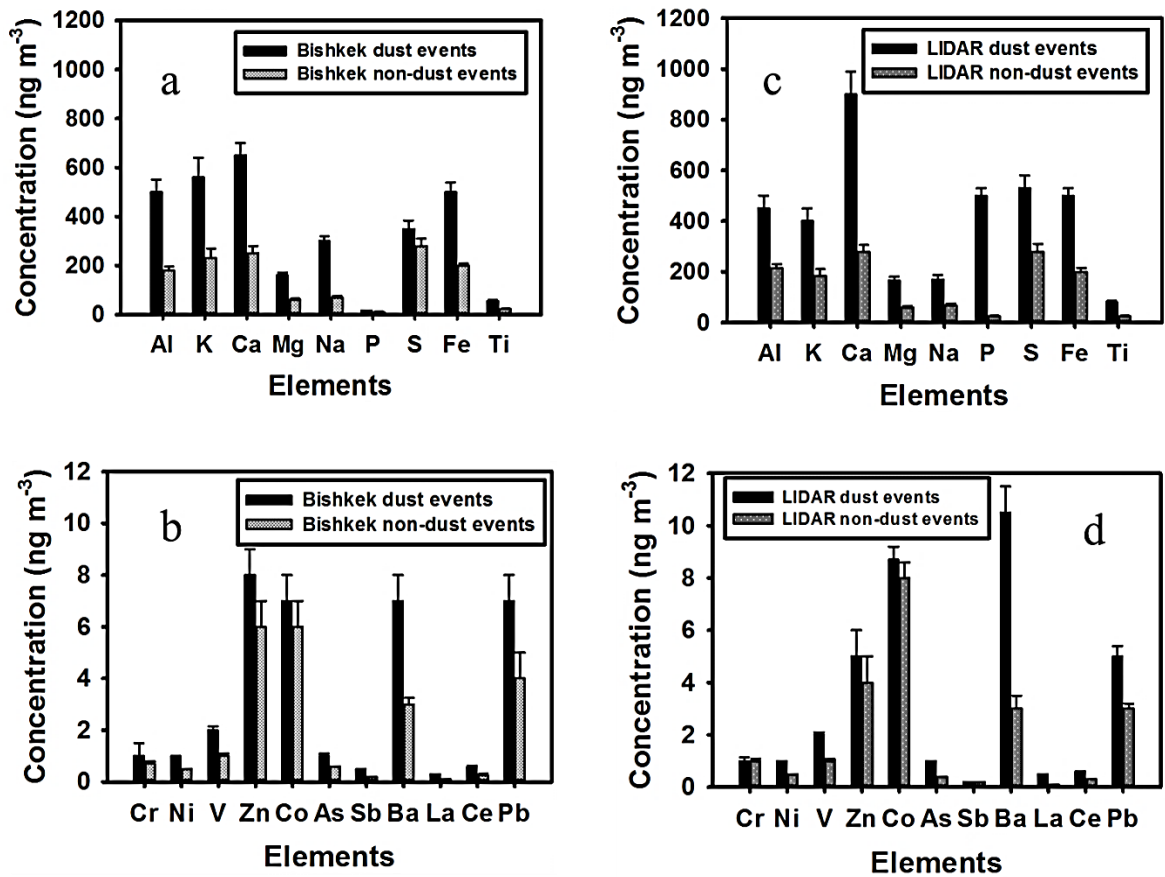 Concentration (ng m-3)
1200
1000
800
600
400
200
0
a
Bishkek dust events
Bishkek non-dust events
Al K Ca Mg Na P S Fe Ti
Elements
Concentration (ng m-3)
1200
1000
800
600
400
200
0
c
LIDAR dust events
LIDAR non-dust events
Al K Ca Mg Na P S Fe Ti
Elements
Concentration (ng m-3)
12
10
8
6
4
2
0
b
Bishkek dust events
Bishkek non-dust events
Cr Ni V Zn Co As Sb Ba La Ce Pb
Elements
Concentration (ng m-3)
12
10
8
6
4
2
0
LIDAR dust events
LIDAR non-dust events
d
Cr Ni V Zn Co As Sb Ba La Ce Pb
Elements